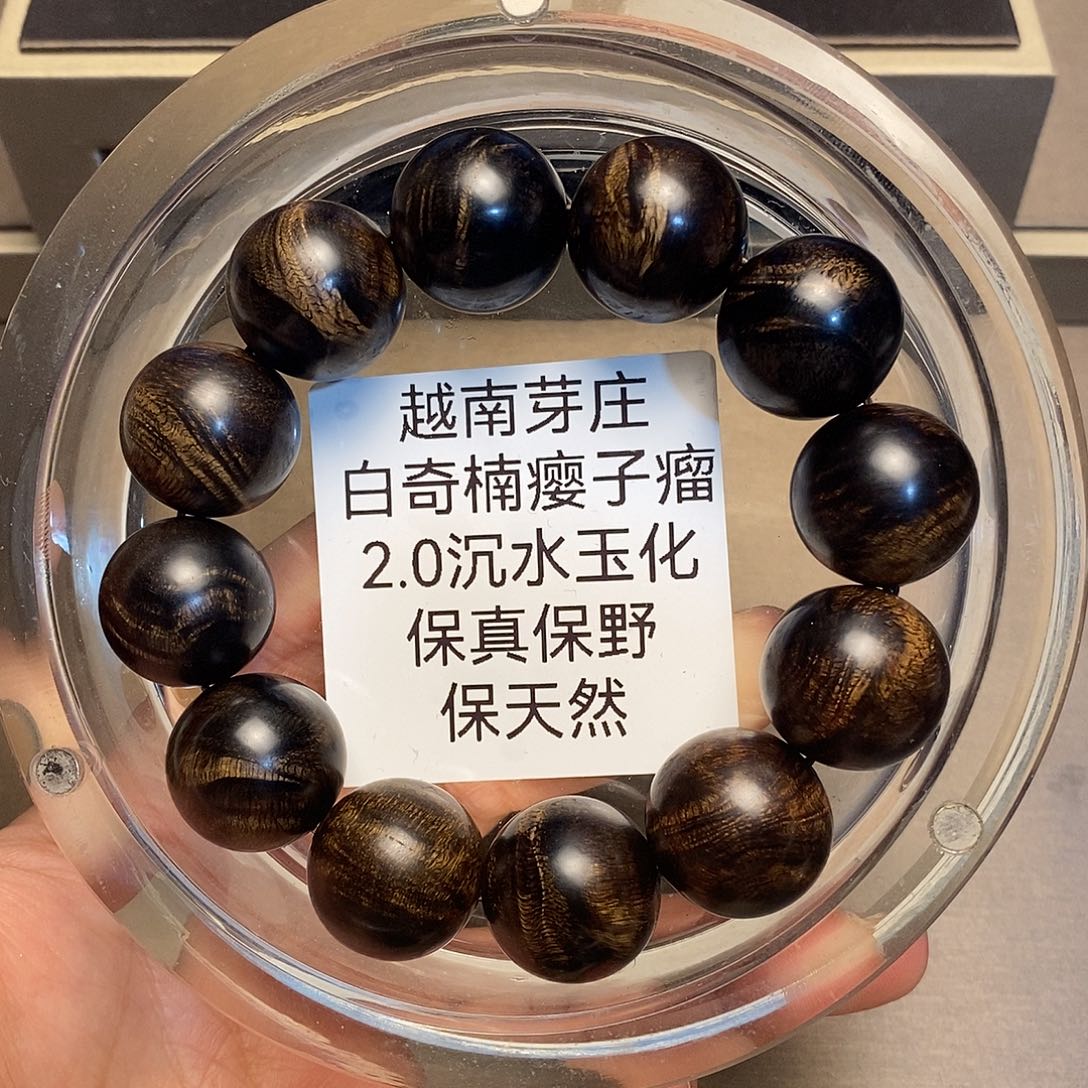 越南芽庄
白奇楠瘿子瘤
2.0沉水玉化
保真保野
保天然